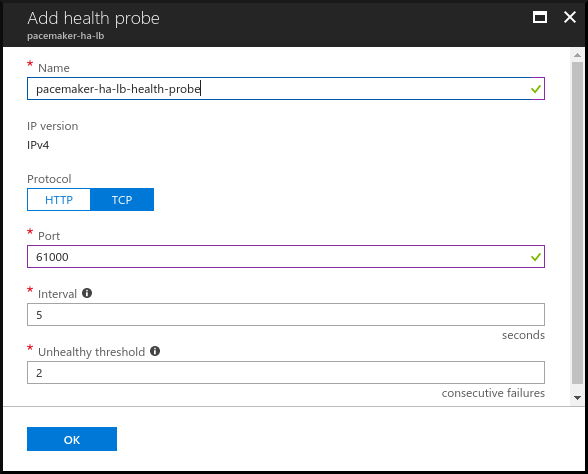 Add health probe
pacemaker-ha-lb
* Name
pacemaker-ha-lb-health-probe
IP version
IPv4
Protocol
HTTP TCP
* Port
61000
* Interval
5
seconds
* Unhealthy threshold
2
consecutive failures
OK